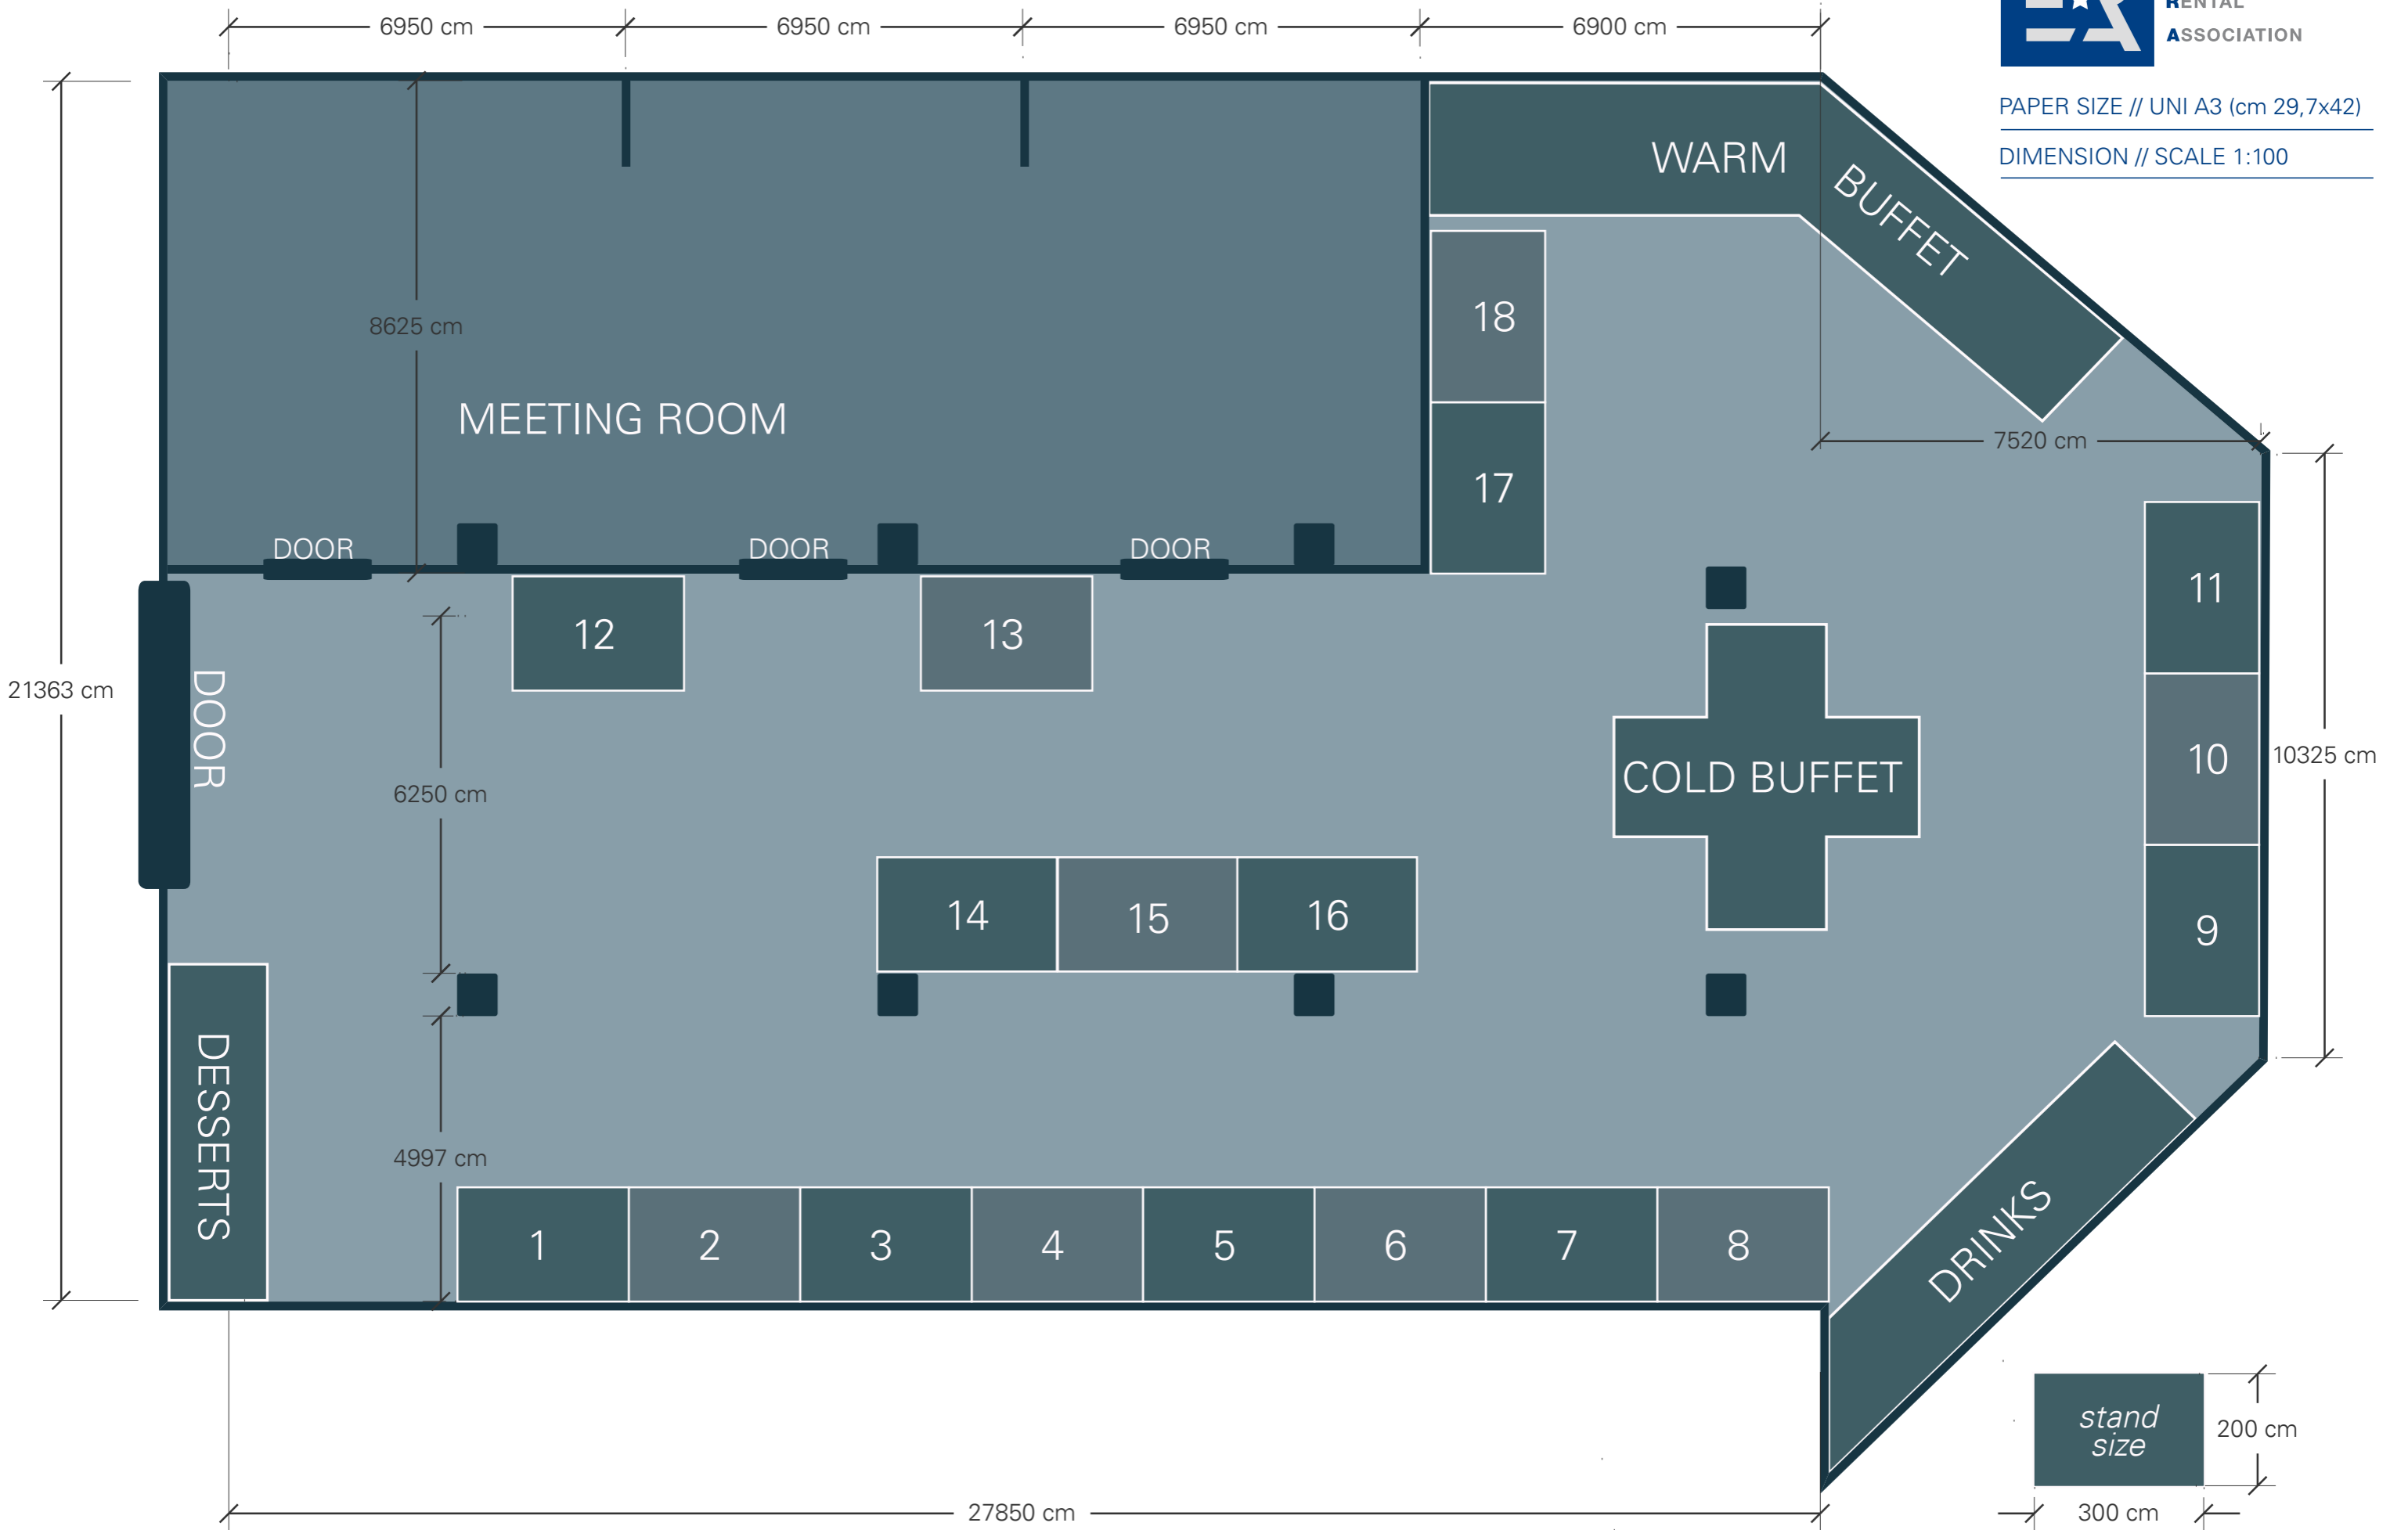 RENTAL
ASSOCIATION
PAPER SIZE // UNI A3 (cm 29,7x42)
DIMENSION // SCALE 1:100
6950 cm
6950 cm
6950 cm
6900 cm
WARM
BUFFET
18
8625 cm
MEETING ROOM
7520 cm
17
DOOR
DOOR
DOOR
11
12
13
DOOR
21363 cm
10
10325 cm
COLD BUFFET
6250 cm
14
15
16
9
DESSERTS
4997 cm
1
2
3
4
5
6
7
8
DRINKS
stand
size
200 cm
300 cm
27850 cm